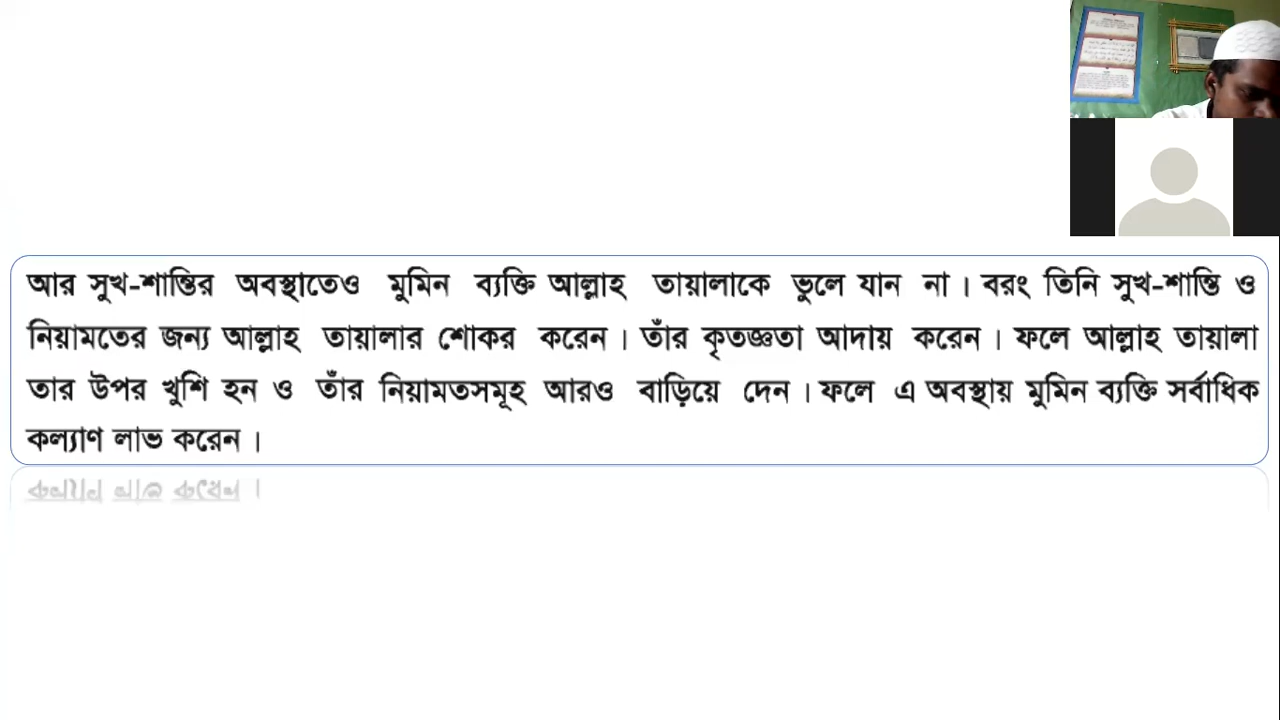 আর সুখ-শান্তির অবস্থাতেও মুমিন ব্যক্তি আল্লাহ তায়ালাকে ভুলে যান না। বরং তিনি সুখ-শান্তি ও
নিয়ামতের জন্য আল্লাহ তায়ালার শোকর করেন। তাঁর কৃতজ্ঞতা আদায় করেন। ফলে আল্লাহ তায়ালা
তার উপর খুশি হন ও তাঁর নিয়ামতসমূহ আরও বাড়িয়ে দেন। ফলে এ অবস্থায় মুমিন ব্যক্তি সর্বাধিক
কল্যাণ লাভ করেন।